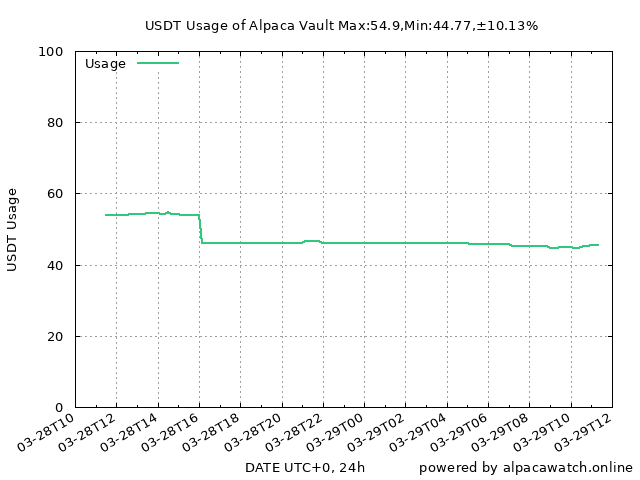 USDT Usage of Alpaca Vault Max:54.9,Min:44.77,±10.13%
100
80
60
40
20
0
USDT Usage
Usage
03-28T10
03-28T12
03-28T14
03-28T16
03-28T18
03-28T20
03-28T22
03-29T00
03-29T02
03-29T04
03-29T06
03-29T08
03-29T10
03-29T12
DATE UTC+0, 24h
powered by alpacawatch.online